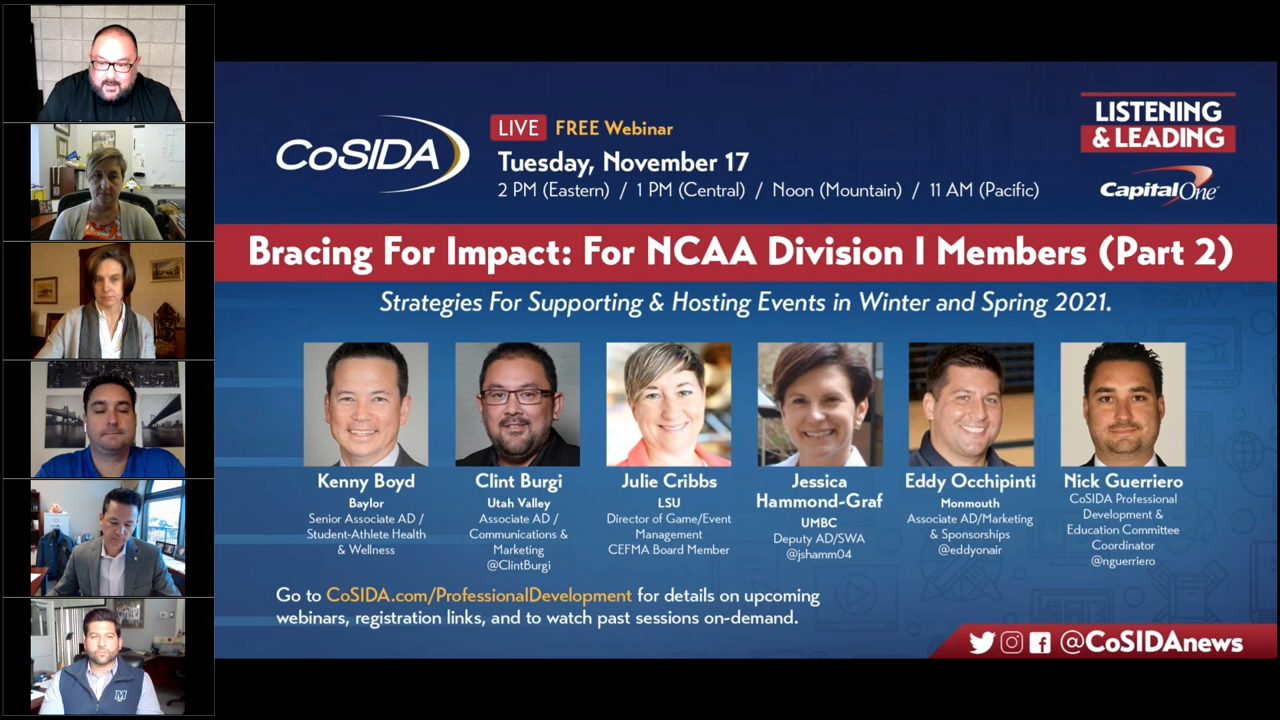 CoSIDA
LIVE FREE Webinar
Tuesday, November 17
2 PM (Eastern) / 1 PM (Central) / Noon (Mountain) / 11 AM (Pacific)
LISTENING
& LEADING
Capital One
Bracing For Impact: For NCAA Division I Members (Part 2)
Strategies For Supporting & Hosting Events in Winter and Spring 2021.
Kenny Boyd
Baylor
Senior Associate AD /
Student-Athlete Health
& Wellness
Clint Burgi
Utah Valley
Associate AD /
Communications &
Marketing
@ClintBurgi
Julie Cribbs
LSU
Director of Game/Event
Management
CEFMA Board Member
Jessica
Hammond-Graf
UMBC
Deputy AD/SWA
@jshamm04
Eddy Occhipinti
Monmouth
Associate AD/Marketing
& Sponsorships
@eddyonair
Nick Guerriero
CoSIDA Professional
Development &
Education Committee
Coordinator
@nguerriero
Go to CoSIDA.com/ProfessionalDevelopment for details on upcoming
webinars, registration links, and to watch past sessions on-demand.
@CoSIDAnews
M